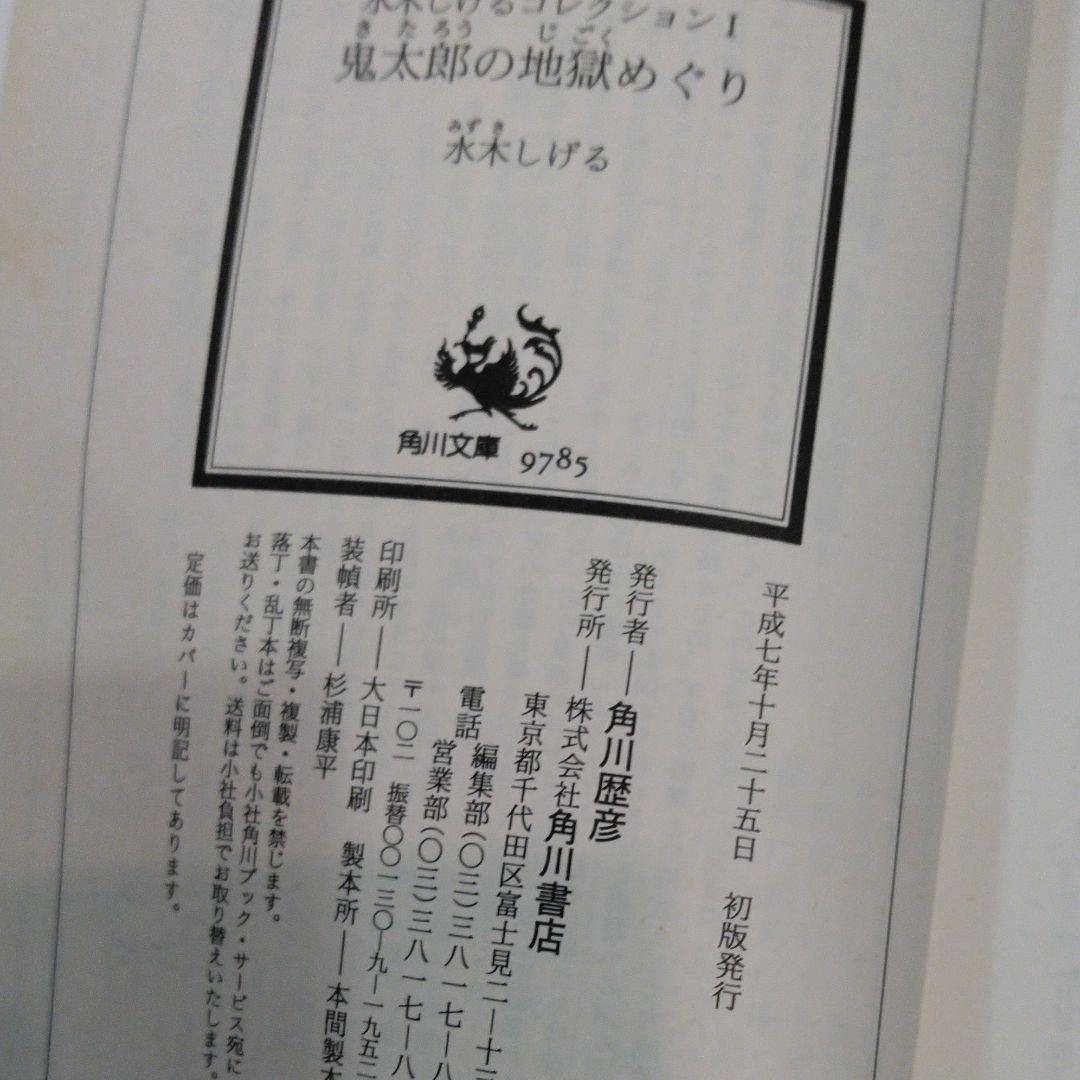 水木しげるコレクションI
きたろう じごく
鬼太郎の地獄めぐり
みずき
水木しげる
角川文庫 9785
平成七年十月二十五日 初版発行
発行者――角川歴彦
発行所――株式会社角川書店
東京都千代田区富士見二―十三
電話 編集部(〇三)三八一七―八
営業部(〇三)三八一七―八
〒一〇二 振替〇〇一三〇―九―一九五二
印刷所――大日本印刷 製本所――本間製本
装幀者――杉浦康平
本書の無断複写・複製・転載を禁じます。
落丁・乱丁本はご面倒でも小社角川ブック・サービス宛に
お送りください。送料は小社負担でお取り替えいたします。
定価はカバーに明記してあります。